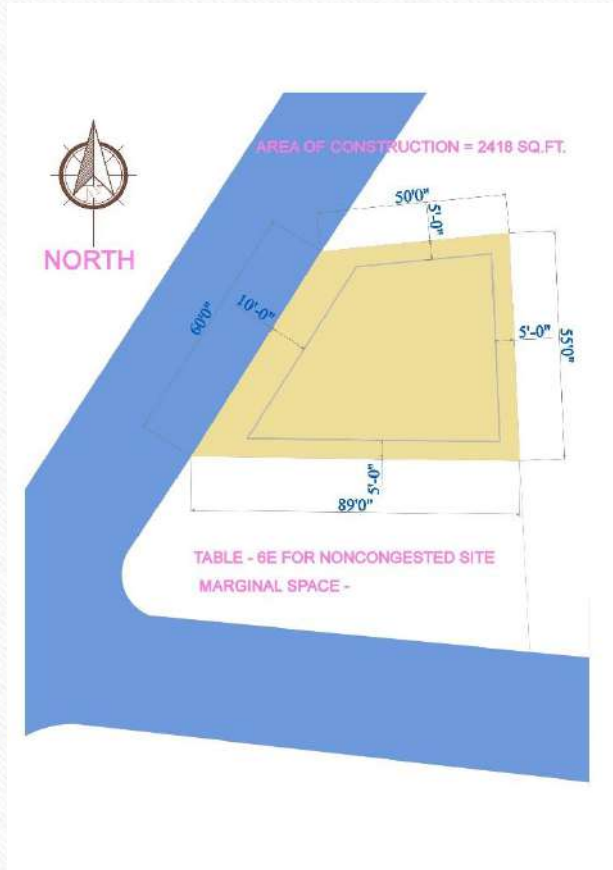 AREA OF CONSTRUCTION = 2418 SQ.FT.
NORTH
50'0"
5'-0"
60'0"
10'-0"
5'-0"
55'0"
5'-0"
89'0"
TABLE - 6E FOR NONCONGESTED SITE
MARGINAL SPACE -